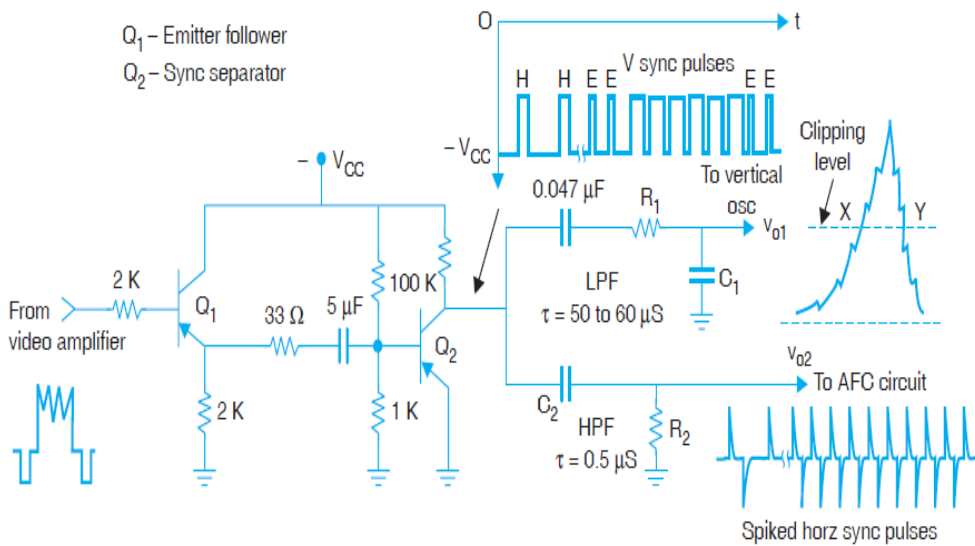 Q1 – Emitter follower
Q2 – Sync separator
O
t
V sync pulses
H H E E E E
– VCC
– VCC
To vertical
osc
Clipping
level
X Y
0.047 μF
R1
vo1
C1
LPF
τ = 50 to 60 μS
2 K
From
video amplifier
Q1
33 Ω
5 μF
100 K
Q2
2 K
1 K
C2
HPF
τ = 0.5 μS
R2
vo2
To AFC circuit
Spiked horz sync pulses